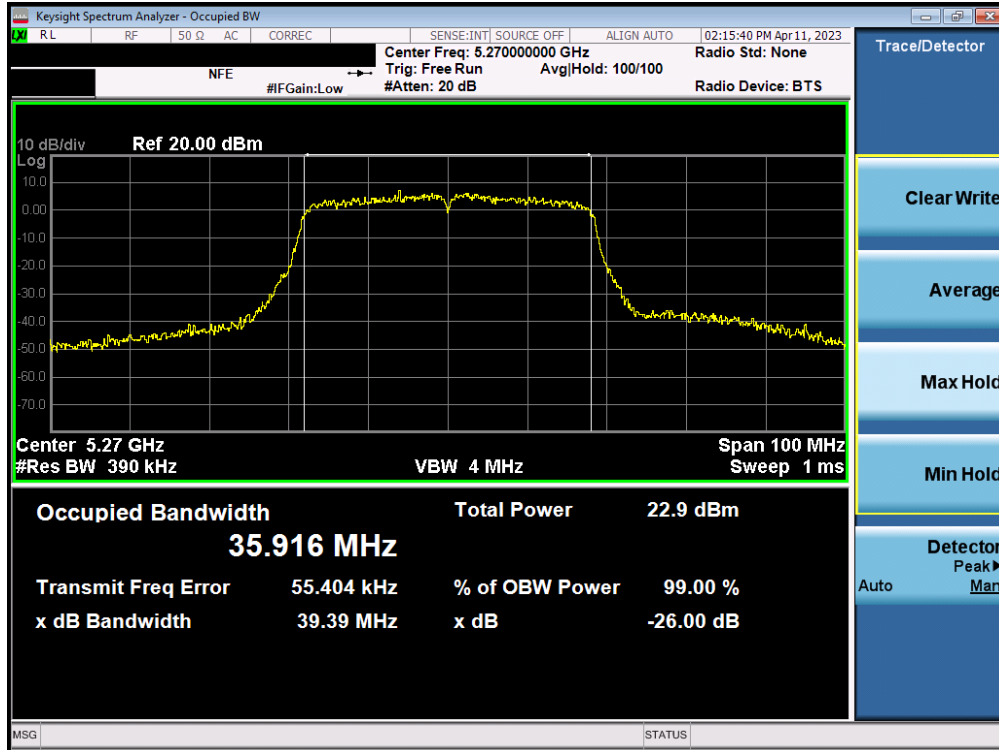 Keysight Spectrum Analyzer - Occupied BW
LXI RL RF 50 Ω AC CORREC SENSE:INT SOURCE OFF ALIGN AUTO 02:15:40 PM Apr 11, 2023
Center Freq: 5.270000000 GHz Radio Std: None
NFE Trig: Free Run Avg|Hold: 100/100
#IFGain:Low #Atten: 20 dB Radio Device: BTS
Trace/Detector
10 dB/div Ref 20.00 dBm
Log
10.0
0.00
-10.0
-20.0
-30.0
-40.0
-50.0
-60.0
-70.0
Center 5.27 GHz Span 100 MHz
#Res BW 390 kHz VBW 4 MHz Sweep 1 ms
Occupied Bandwidth Total Power 22.9 dBm
35.916 MHz
Transmit Freq Error 55.404 kHz % of OBW Power 99.00 %
x dB Bandwidth 39.39 MHz x dB -26.00 dB
Clear Write
Average
Max Hold
Min Hold
Detector
Peak▶
Auto Man
MSG STATUS